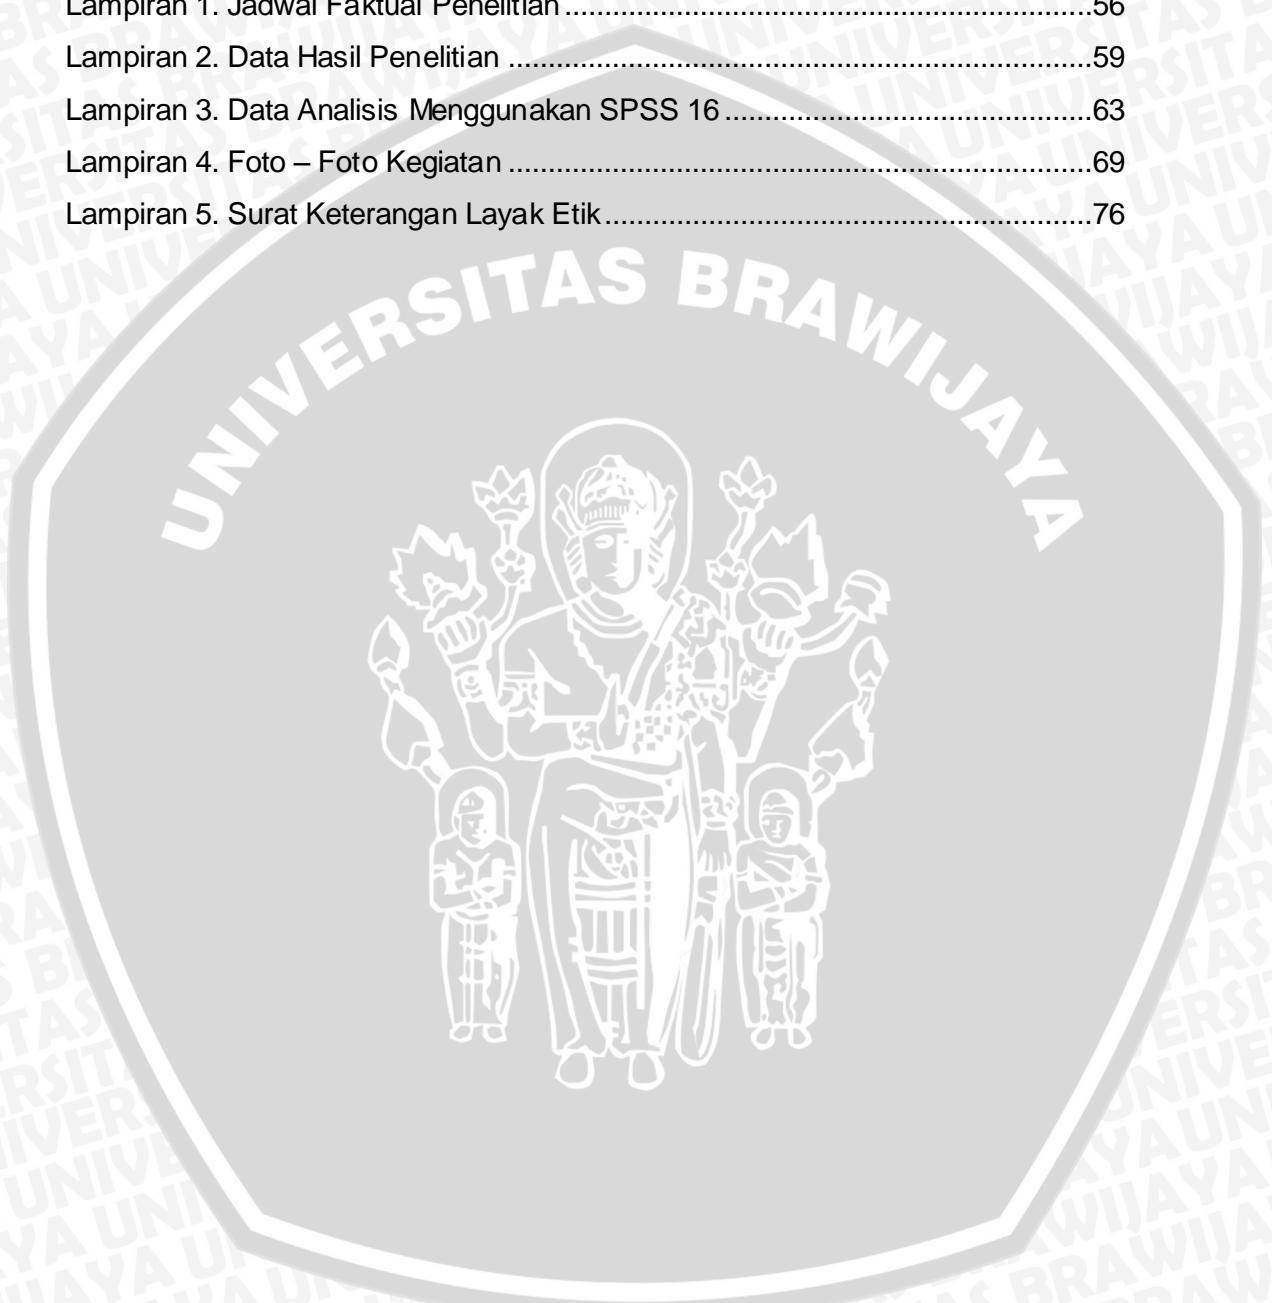 Lampiran 1. Jadwal Faktual Penelitian ..................................................................56
Lampiran 2. Data Hasil Penelitian .........................................................................59
Lampiran 3. Data Analisis Menggunakan SPSS 16 ..............................................63
Lampiran 4. Foto – Foto Kegiatan .........................................................................69
Lampiran 5. Surat Keterangan Layak Etik .............................................................76
UNIVERSITAS BRAWIJAYA